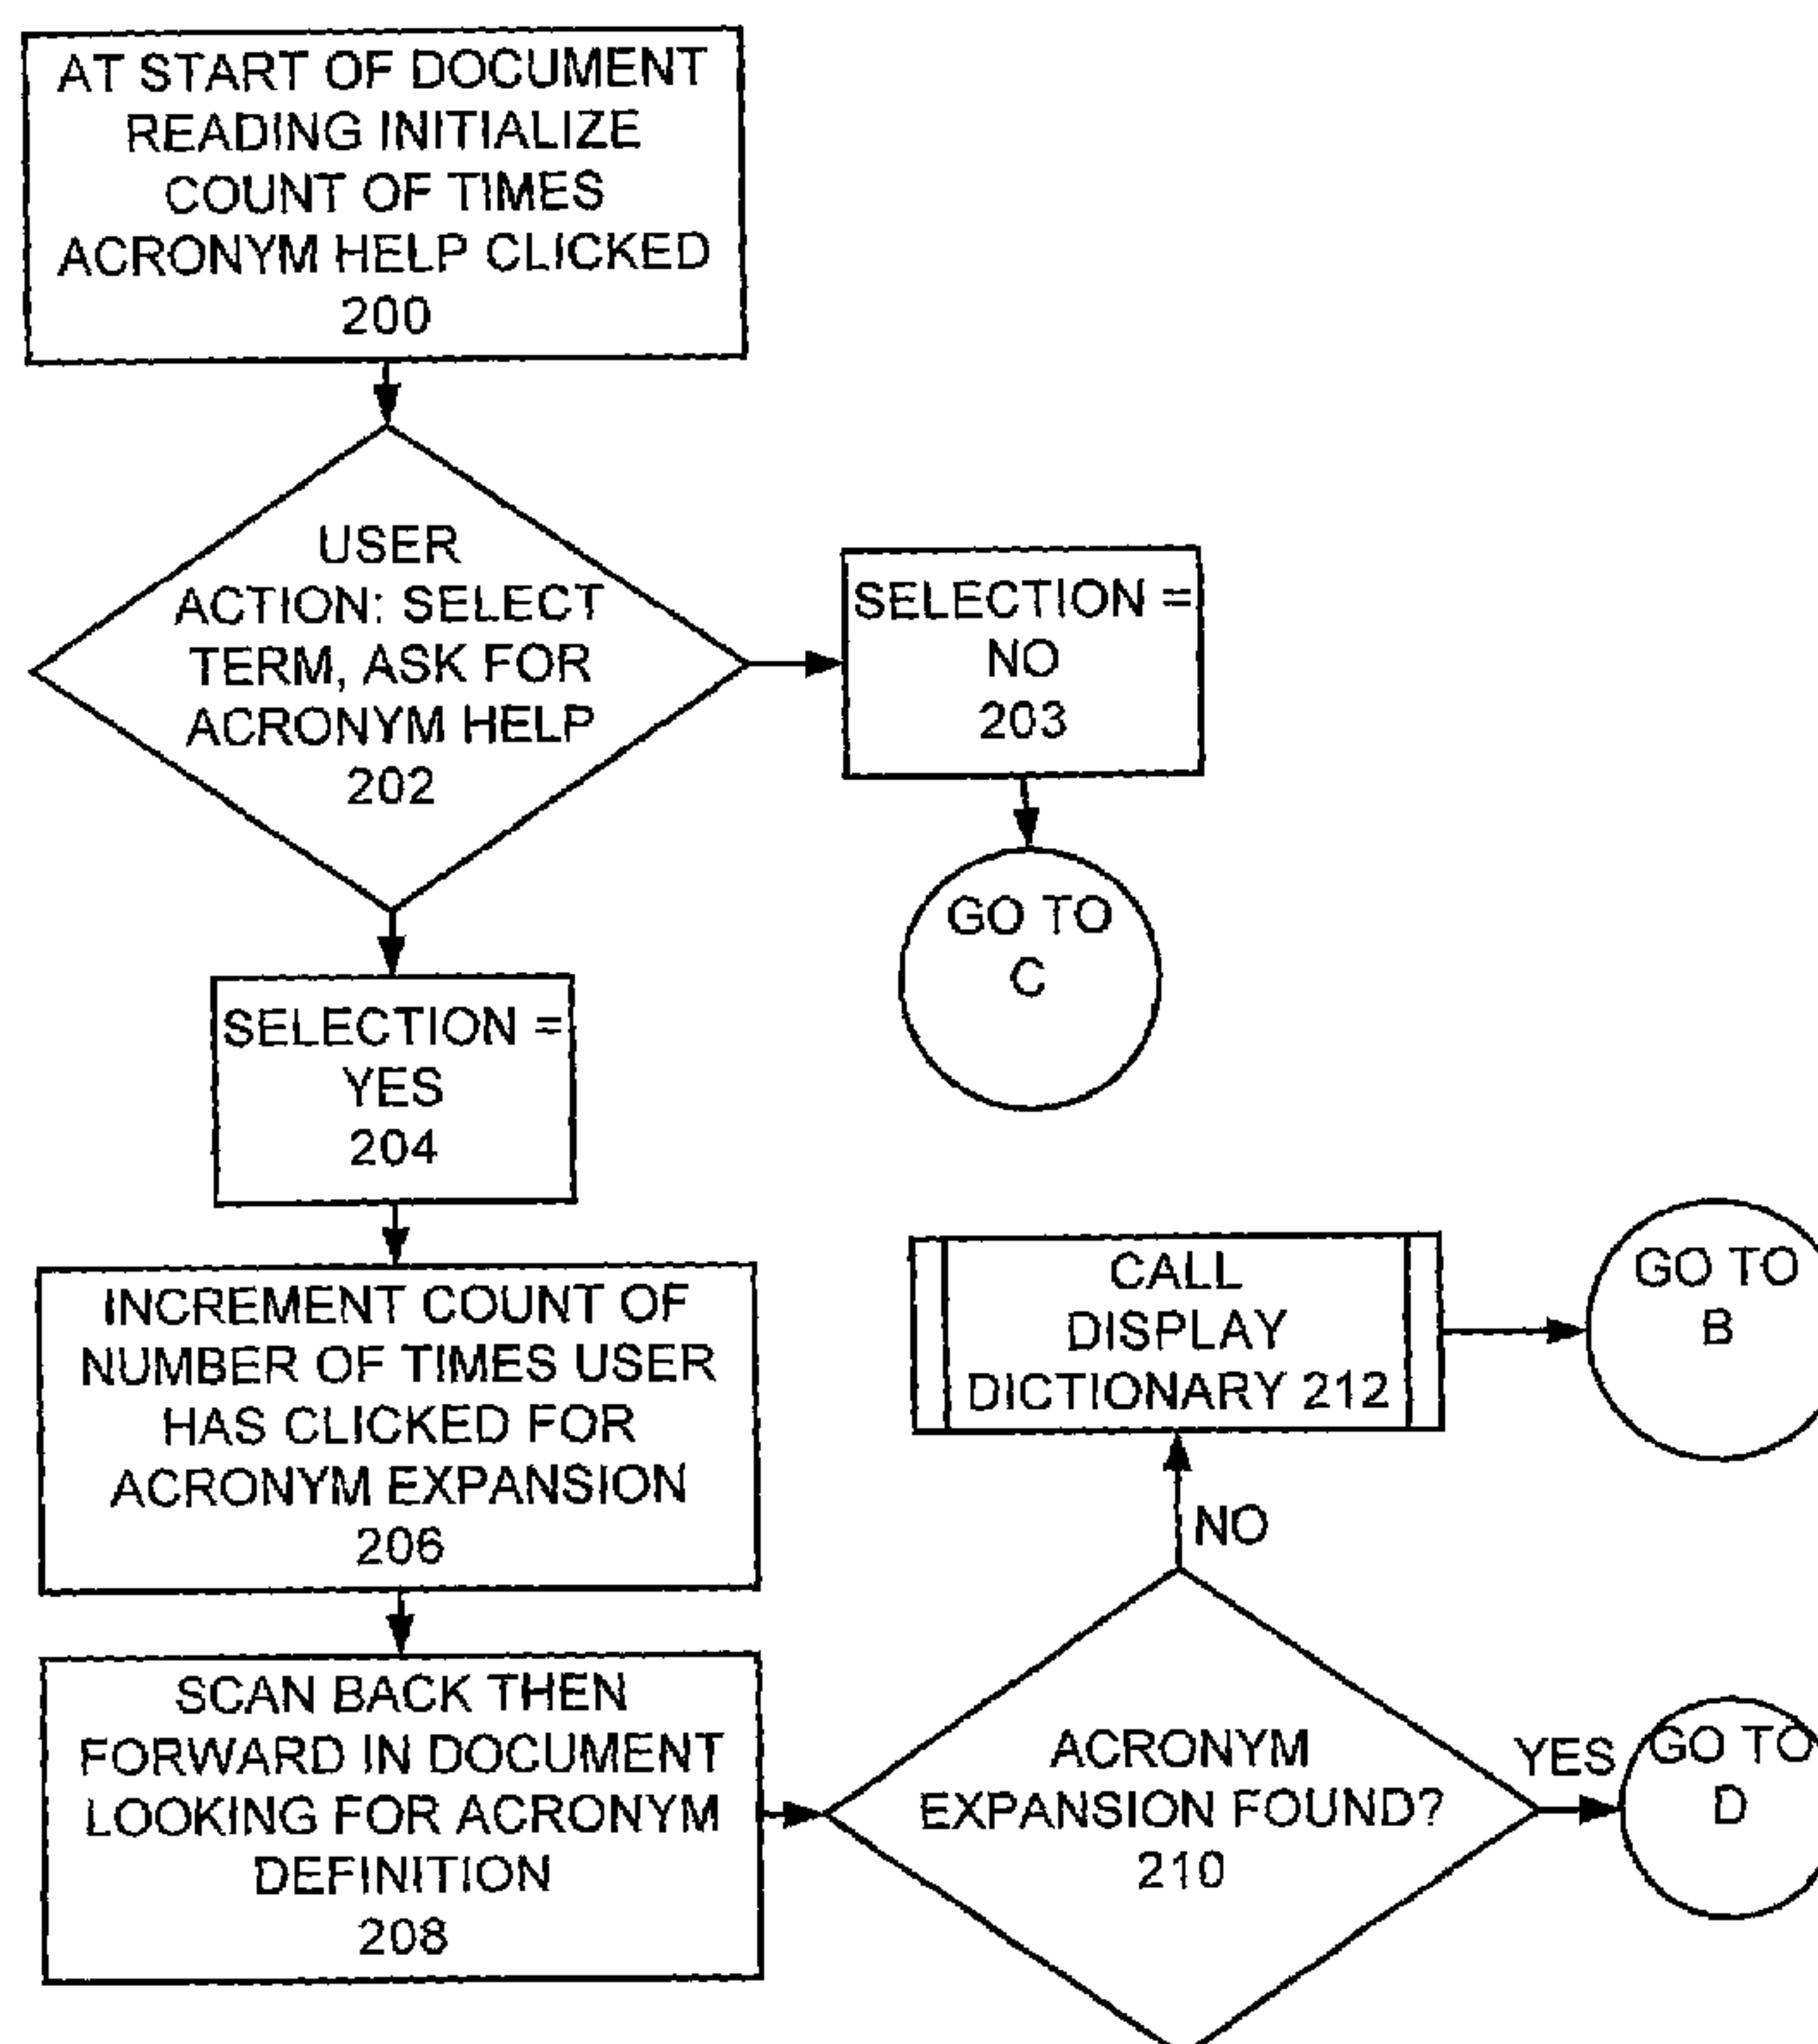 AT START OF DOCUMENT
READING INITIALIZE
COUNT OF TIMES
ACRONYM HELP CLICKED
200
USER
ACTION: SELECT
TERM, ASK FOR
ACRONYM HELP
202
SELECTION =
NO
203
GO TO
C
SELECTION =
YES
204
INCREMENT COUNT OF
NUMBER OF TIMES USER
HAS CLICKED FOR
ACRONYM EXPANSION
206
SCAN BACK THEN
FORWARD IN DOCUMENT
LOOKING FOR ACRONYM
DEFINITION
208
ACRONYM
EXPANSION FOUND?
210
NO
CALL
DISPLAY
DICTIONARY 212
GO TO
B
YES
GO TO
D